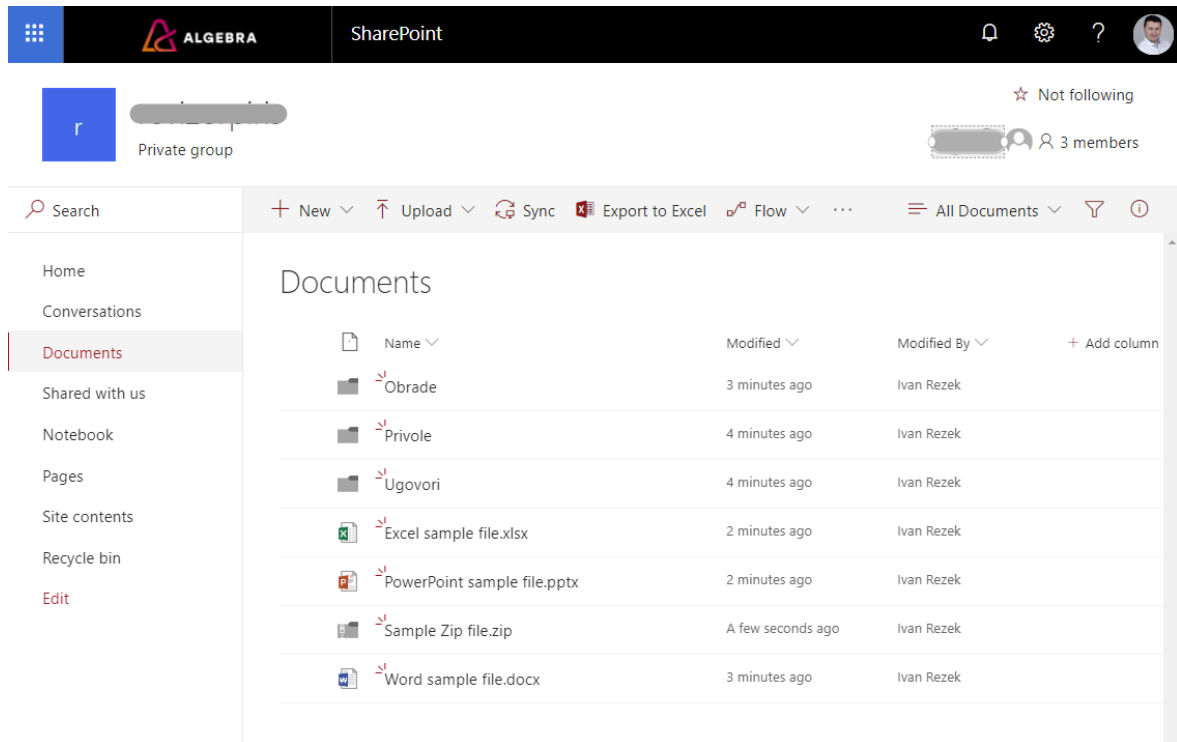 ALGEBRA SharePoint ?
Not following
r
Private group
3 members
Search New Upload Sync Export to Excel Flow ... All Documents
Home
Conversations
Documents
Shared with us
Notebook
Pages
Site contents
Recycle bin
Edit
Documents
Name Modified Modified By + Add column
Obrade 3 minutes ago Ivan Rezek
Privole 4 minutes ago Ivan Rezek
Ugovori 4 minutes ago Ivan Rezek
Excel sample file.xlsx 2 minutes ago Ivan Rezek
PowerPoint sample file.pptx 2 minutes ago Ivan Rezek
Sample Zip file.zip A few seconds ago Ivan Rezek
Word sample file.docx 3 minutes ago Ivan Rezek